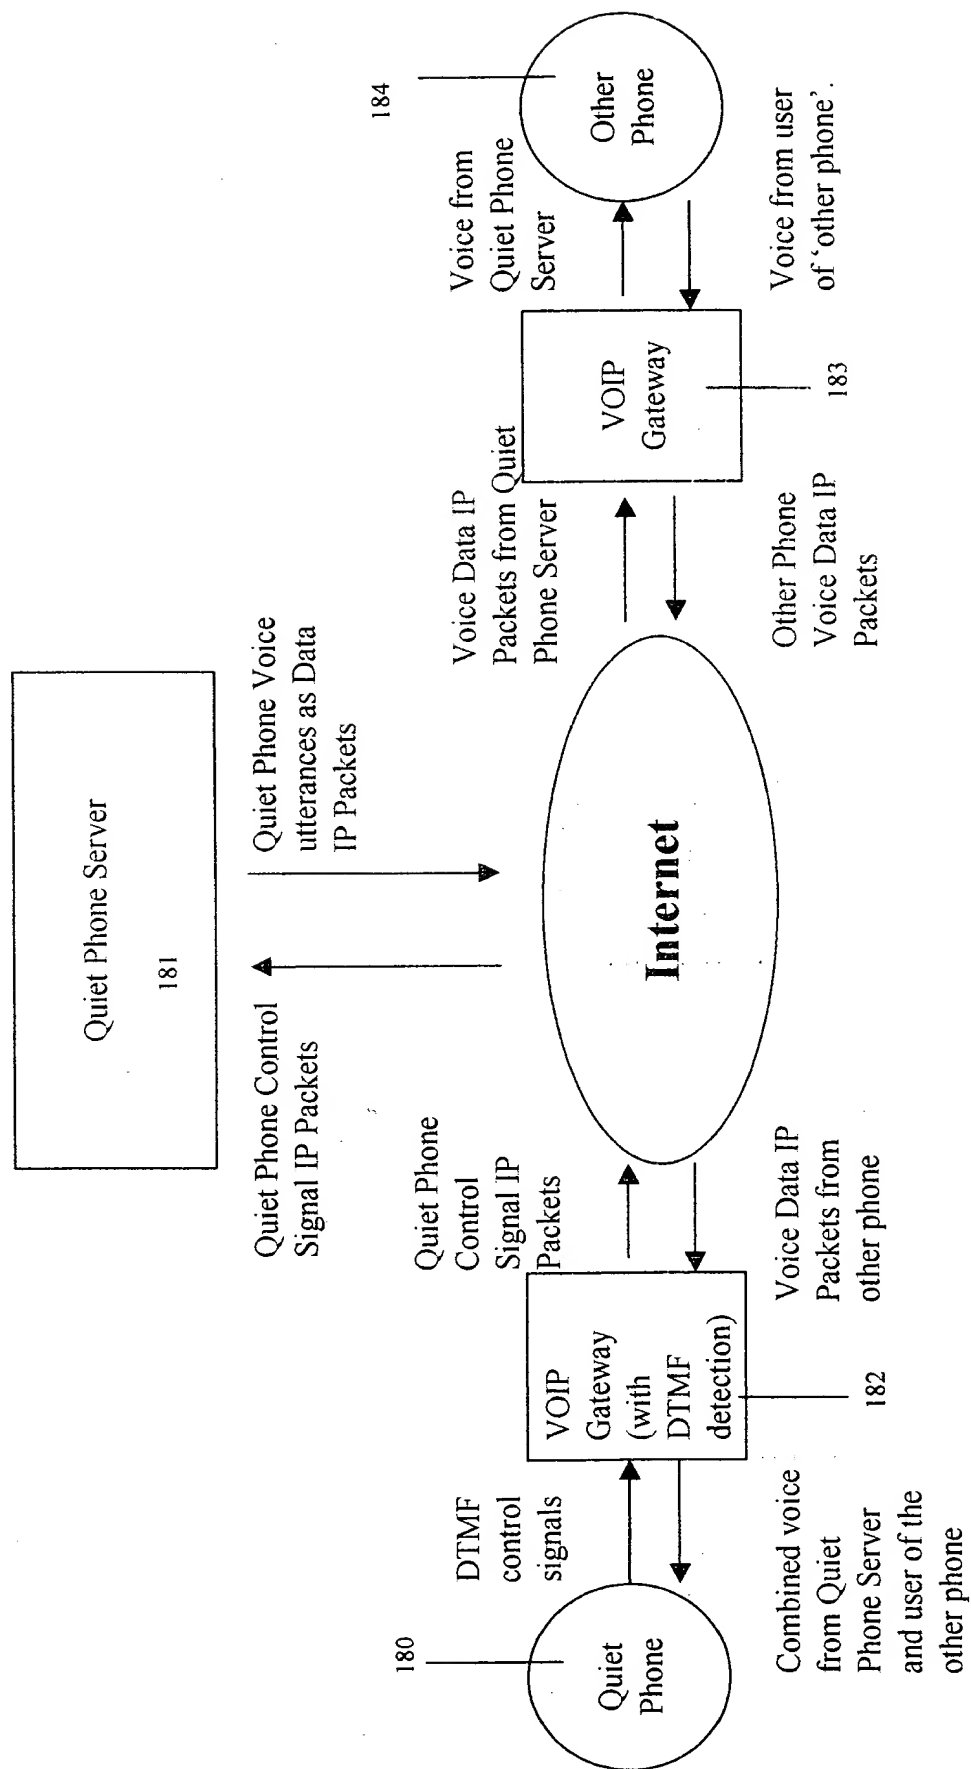 Quiet Phone Server
181
Quiet Phone Control
Signal IP Packets
Quiet Phone Voice
utterances as Data
IP Packets
180
Quiet
Phone
DTMF
control
signals
Combined voice
from Quiet
Phone Server
and user of the
other phone
VOIP
Gateway
(with
DTMF
detection)
182
Quiet Phone
Control
Signal IP
Packets
Voice Data IP
Packets from
other phone
Internet
Voice Data IP
Packets from Quiet
Phone Server
Other Phone
Voice Data IP
Packets
VOIP
Gateway
183
Voice from
Quiet Phone
Server
Voice from user
of ‘other phone’.
184
Other
Phone